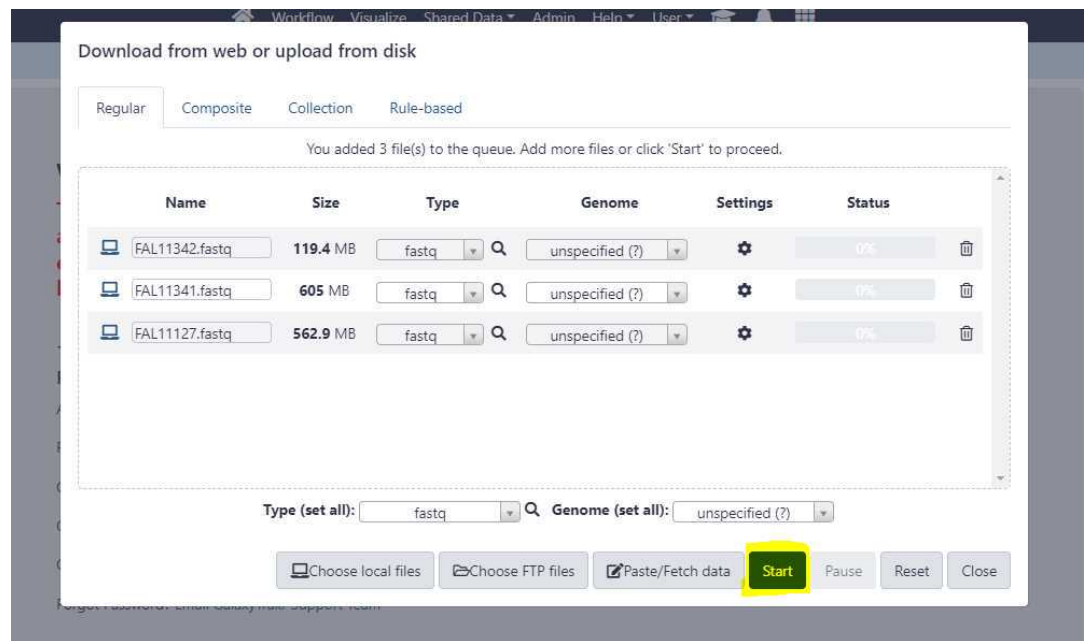 Workflow Visualize Shared Data Admin Help User
Download from web or upload from disk
Regular Composite Collection Rule-based
You added 3 file(s) to the queue. Add more files or click 'Start' to proceed.
Name Size Type Genome Settings Status
FAL11342.fastq 119.4 MB fastq unspecified (?) 0%
FAL11341.fastq 605 MB fastq unspecified (?) 0%
FAL11127.fastq 562.9 MB fastq unspecified (?) 0%
Type (set all): fastq Genome (set all): unspecified (?)
Choose local files Choose FTP files Paste/Fetch data Start Pause Reset Close